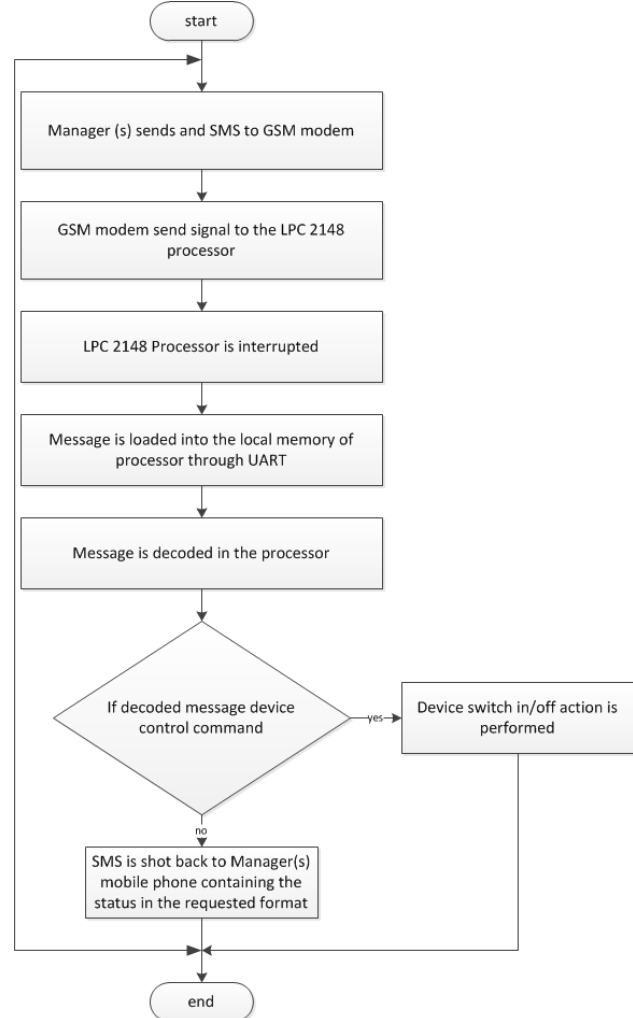 start
Manager (s) sends and SMS to GSM modem
GSM modem send signal to the LPC 2148
processor
LPC 2148 Processor is interrupted
Message is loaded into the local memory of
processor through UART
Message is decoded in the processor
If decoded message device
control command
yes
Device switch in/off action is
performed
no
SMS is shot back to Manager(s)
mobile phone containing the
status in the requested format
end